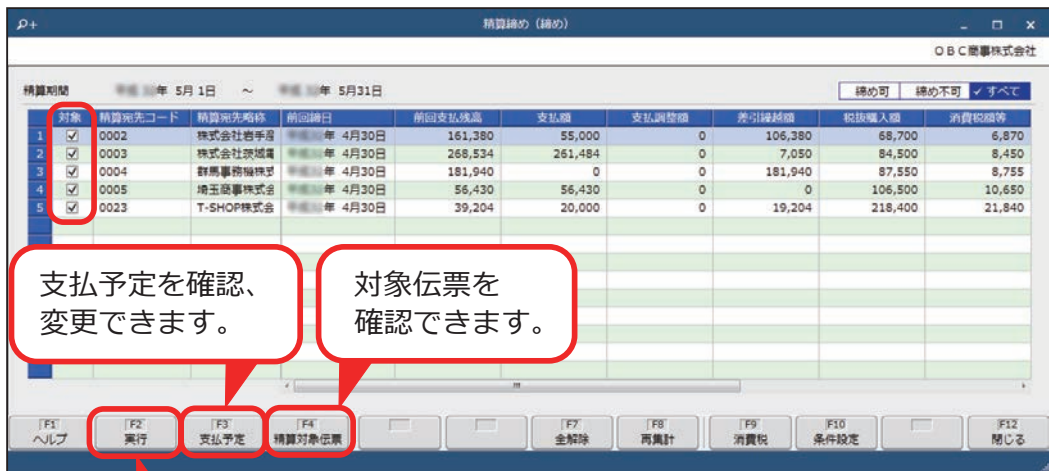 精算締め（締め）
ＯＢＣ商事株式会社
精算期間 年 5月 1日 ～ 年 5月31日
締め可 締め不可 すべて
対象 精算宛先コード 精算宛先略称 前回締日 前回支払残高 支払額 支払調整額 差引繰越額 税抜購入額 消費税額等
1 0002 株式会社岩手産 年 4月30日 161,380 55,000 0 106,380 68,700 6,870
2 0003 株式会社茨城電 年 4月30日 268,534 261,484 0 7,050 84,500 8,450
3 0004 群馬事務機株式 年 4月30日 181,940 0 0 181,940 87,550 8,755
4 0005 埼玉商事株式会 年 4月30日 56,430 56,430 0 0 106,500 10,650
5 0023 T-SHOP株式会 年 4月30日 39,204 20,000 0 19,204 218,400 21,840
支払予定を確認、
変更できます。
対象伝票を
確認できます。
F1 F2 F3 F4 F7 F8 F9 F10 F12
ヘルプ 実行 支払予定 精算対象伝票 全解除 再集計 消費税 条件設定 閉じる